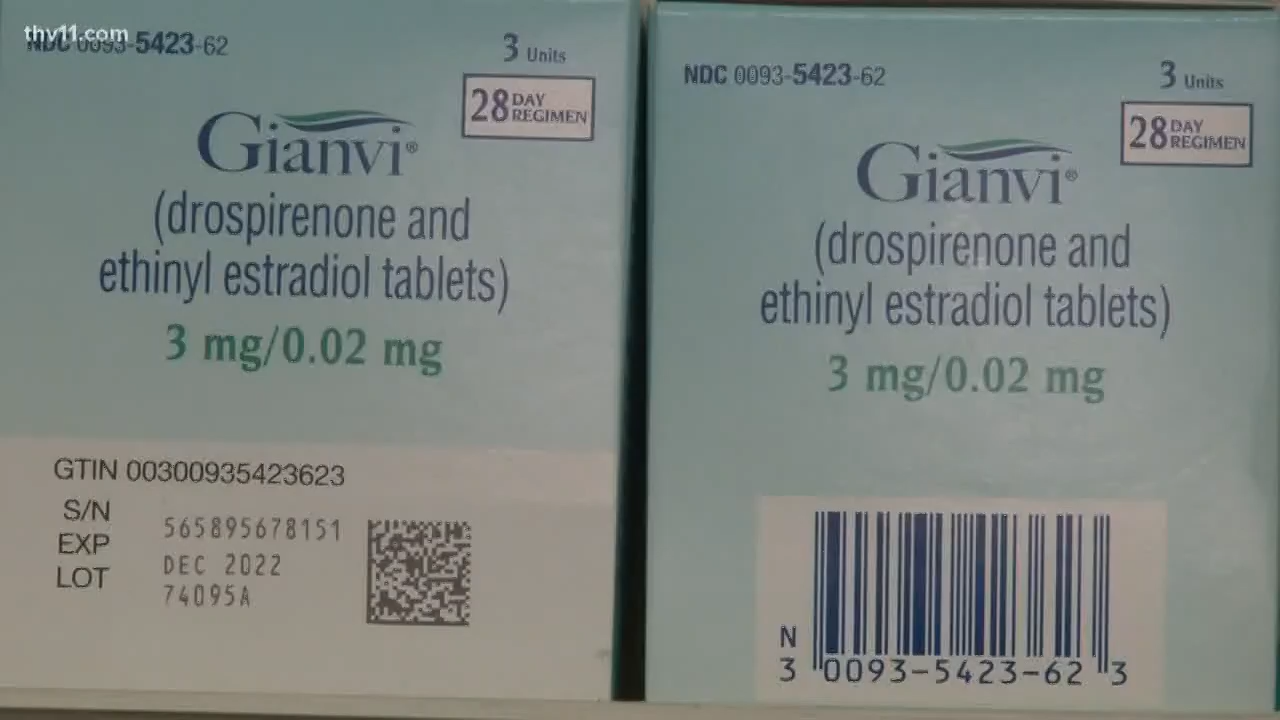 thv11.com
NDC 0093-5423-62
3 Units
28 DAY REGIMEN
Gianvi®
(drospirenone and
ethinyl estradiol tablets)
3 mg/0.02 mg
GTIN 00300935423623
S/N 565895678151
EXP DEC 2022
LOT 74095A
NDC 0093-5423-62
3 Units
28 DAY REGIMEN
Gianvi®
(drospirenone and
ethinyl estradiol tablets)
3 mg/0.02 mg
N
3 0093-5423-62 3